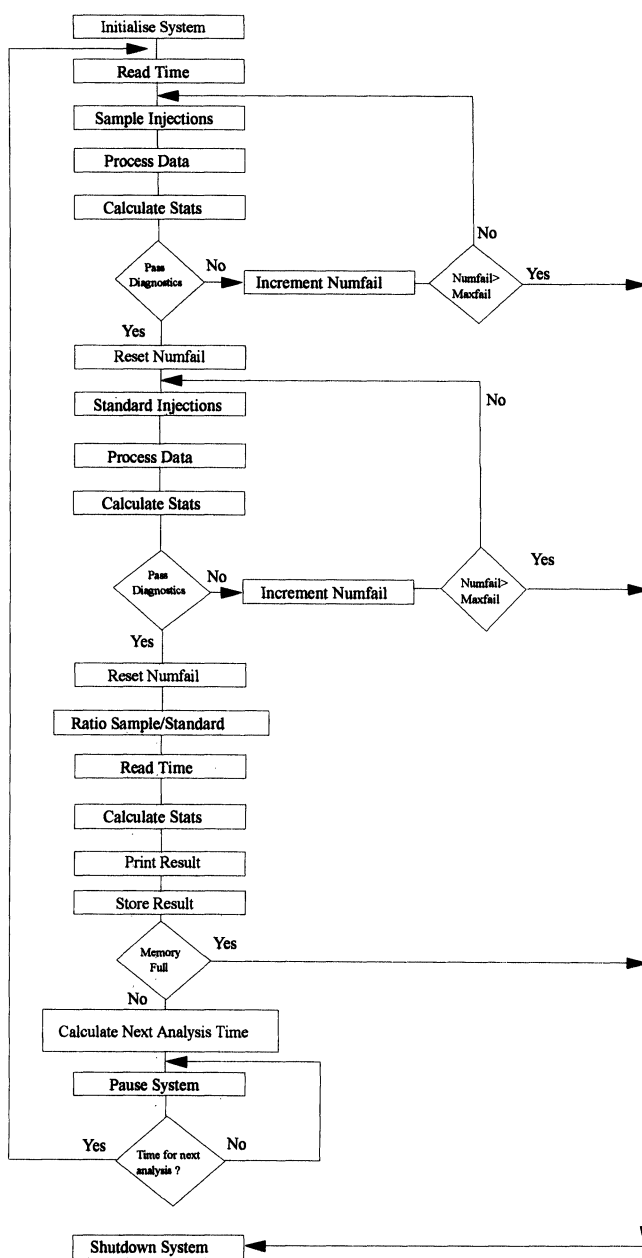 Initialise System
Read Time
Sample Injections
Process Data
Calculate Stats
No
Pass
Diagnostics
No
Increment Numfail
Numfail>
Maxfail
Yes
Yes
Reset Numfail
Standard Injections
No
Process Data
Calculate Stats
Pass
Diagnostics
No
Increment Numfail
Numfail>
Maxfail
Yes
Yes
Reset Numfail
Ratio Sample/Standard
Read Time
Calculate Stats
Print Result
Store Result
Memory
Full
Yes
No
Calculate Next Analysis Time
Pause System
Yes
Time for next
analysis ?
No
Shutdown System